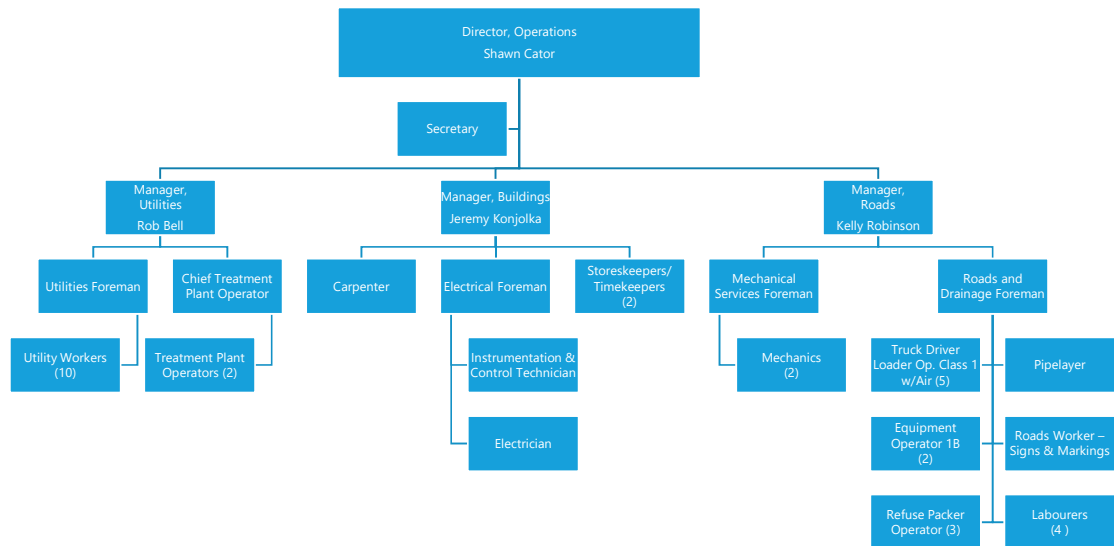 Director, Operations
Shawn Cator
Secretary
Manager,
Utilities
Rob Bell
Manager, Buildings
Jeremy Konjolka
Manager,
Roads
Kelly Robinson
Utilities Foreman
Chief Treatment
Plant Operator
Carpenter
Electrical Foreman
Storeskeepers/
Timekeepers
(2)
Mechanical
Services Foreman
Roads and
Drainage Foreman
Utility Workers
(10)
Treatment Plant
Operators (2)
Instrumentation &
Control Technician
Mechanics
(2)
Truck Driver
Loader Op. Class 1
w/Air (5)
Pipelayer
Electrician
Equipment
Operator 1B
(2)
Roads Worker –
Signs & Markings
Refuse Packer
Operator (3)
Labourers
(4 )